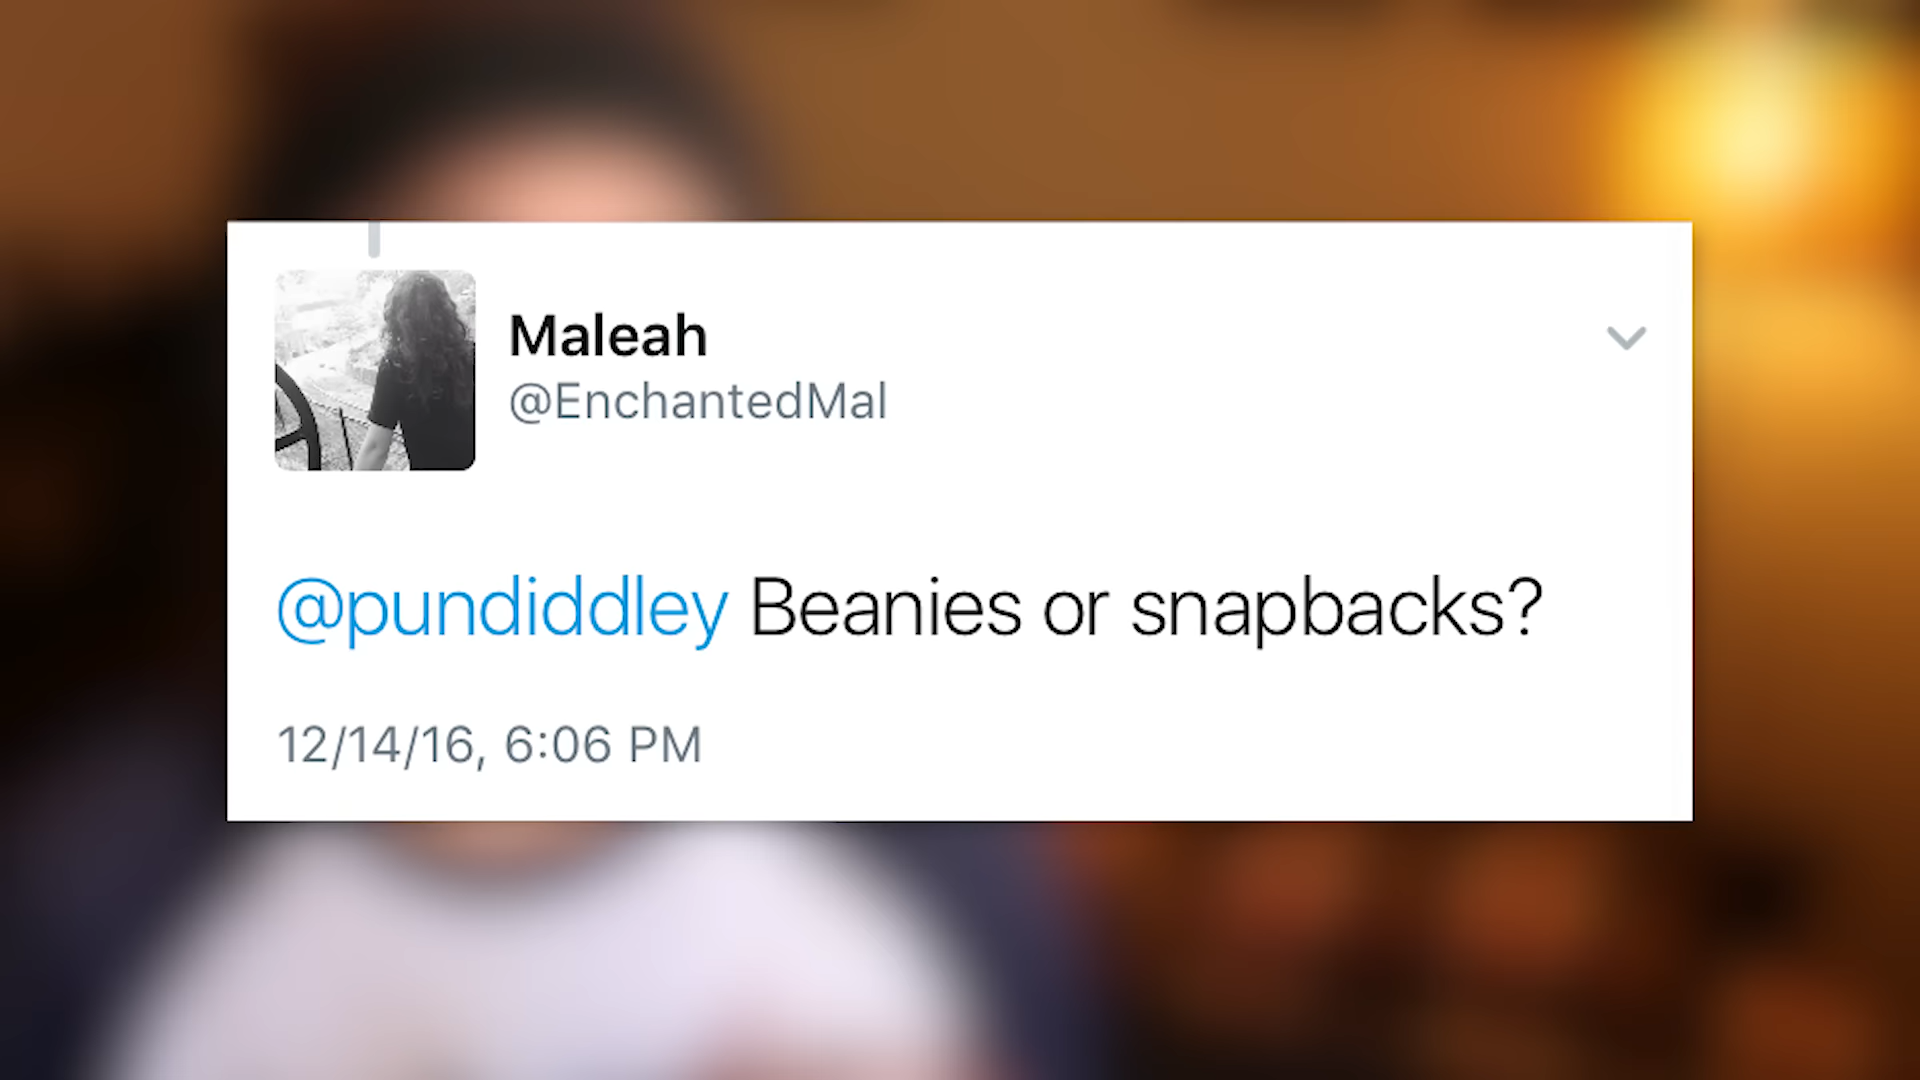 Maleah
@EnchantedMal
@pundiddley Beanies or snapbacks?
12/14/16, 6:06 PM